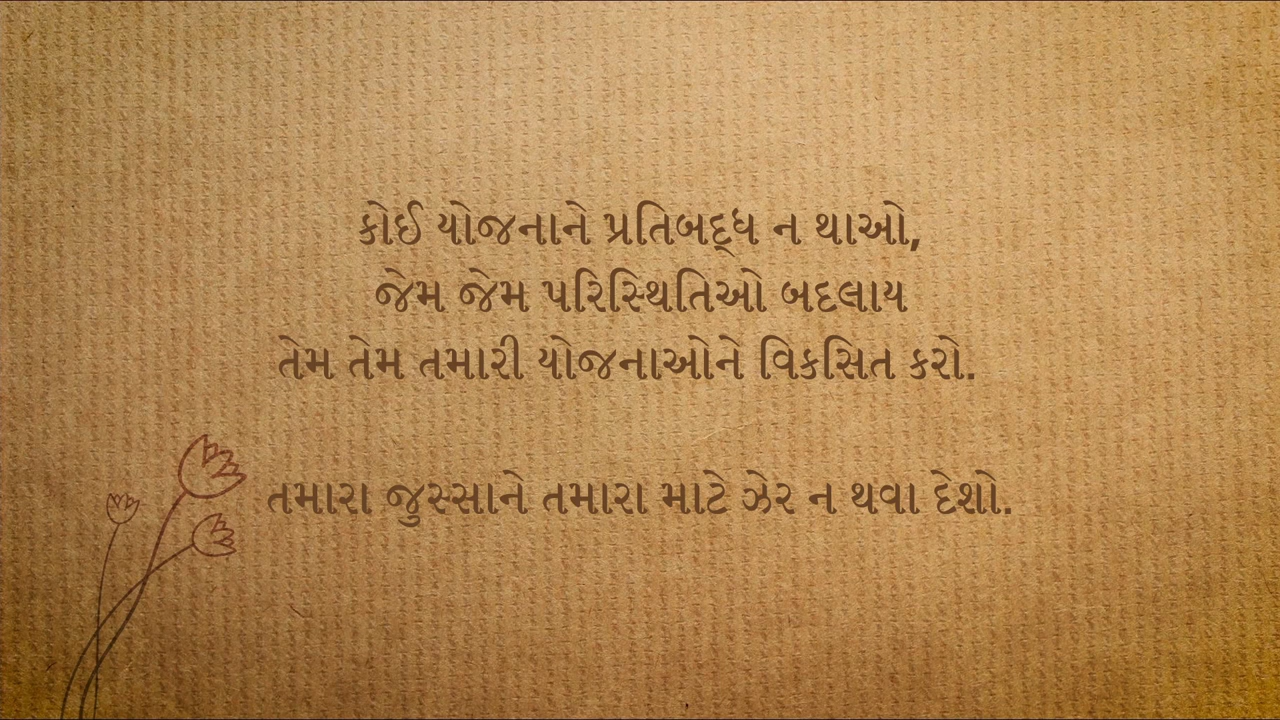 કોઈ યોજનાને પ્રતિબદ્ધ ન થાઓ,
જેમ જેમ પરિસ્થિતિઓ બદલાય
તેમ તેમ તમારી યોજનાઓને વિકસિત કરો.
તમારા જુસ્સાને તમારા માટે ઝેર ન થવા દેશો.